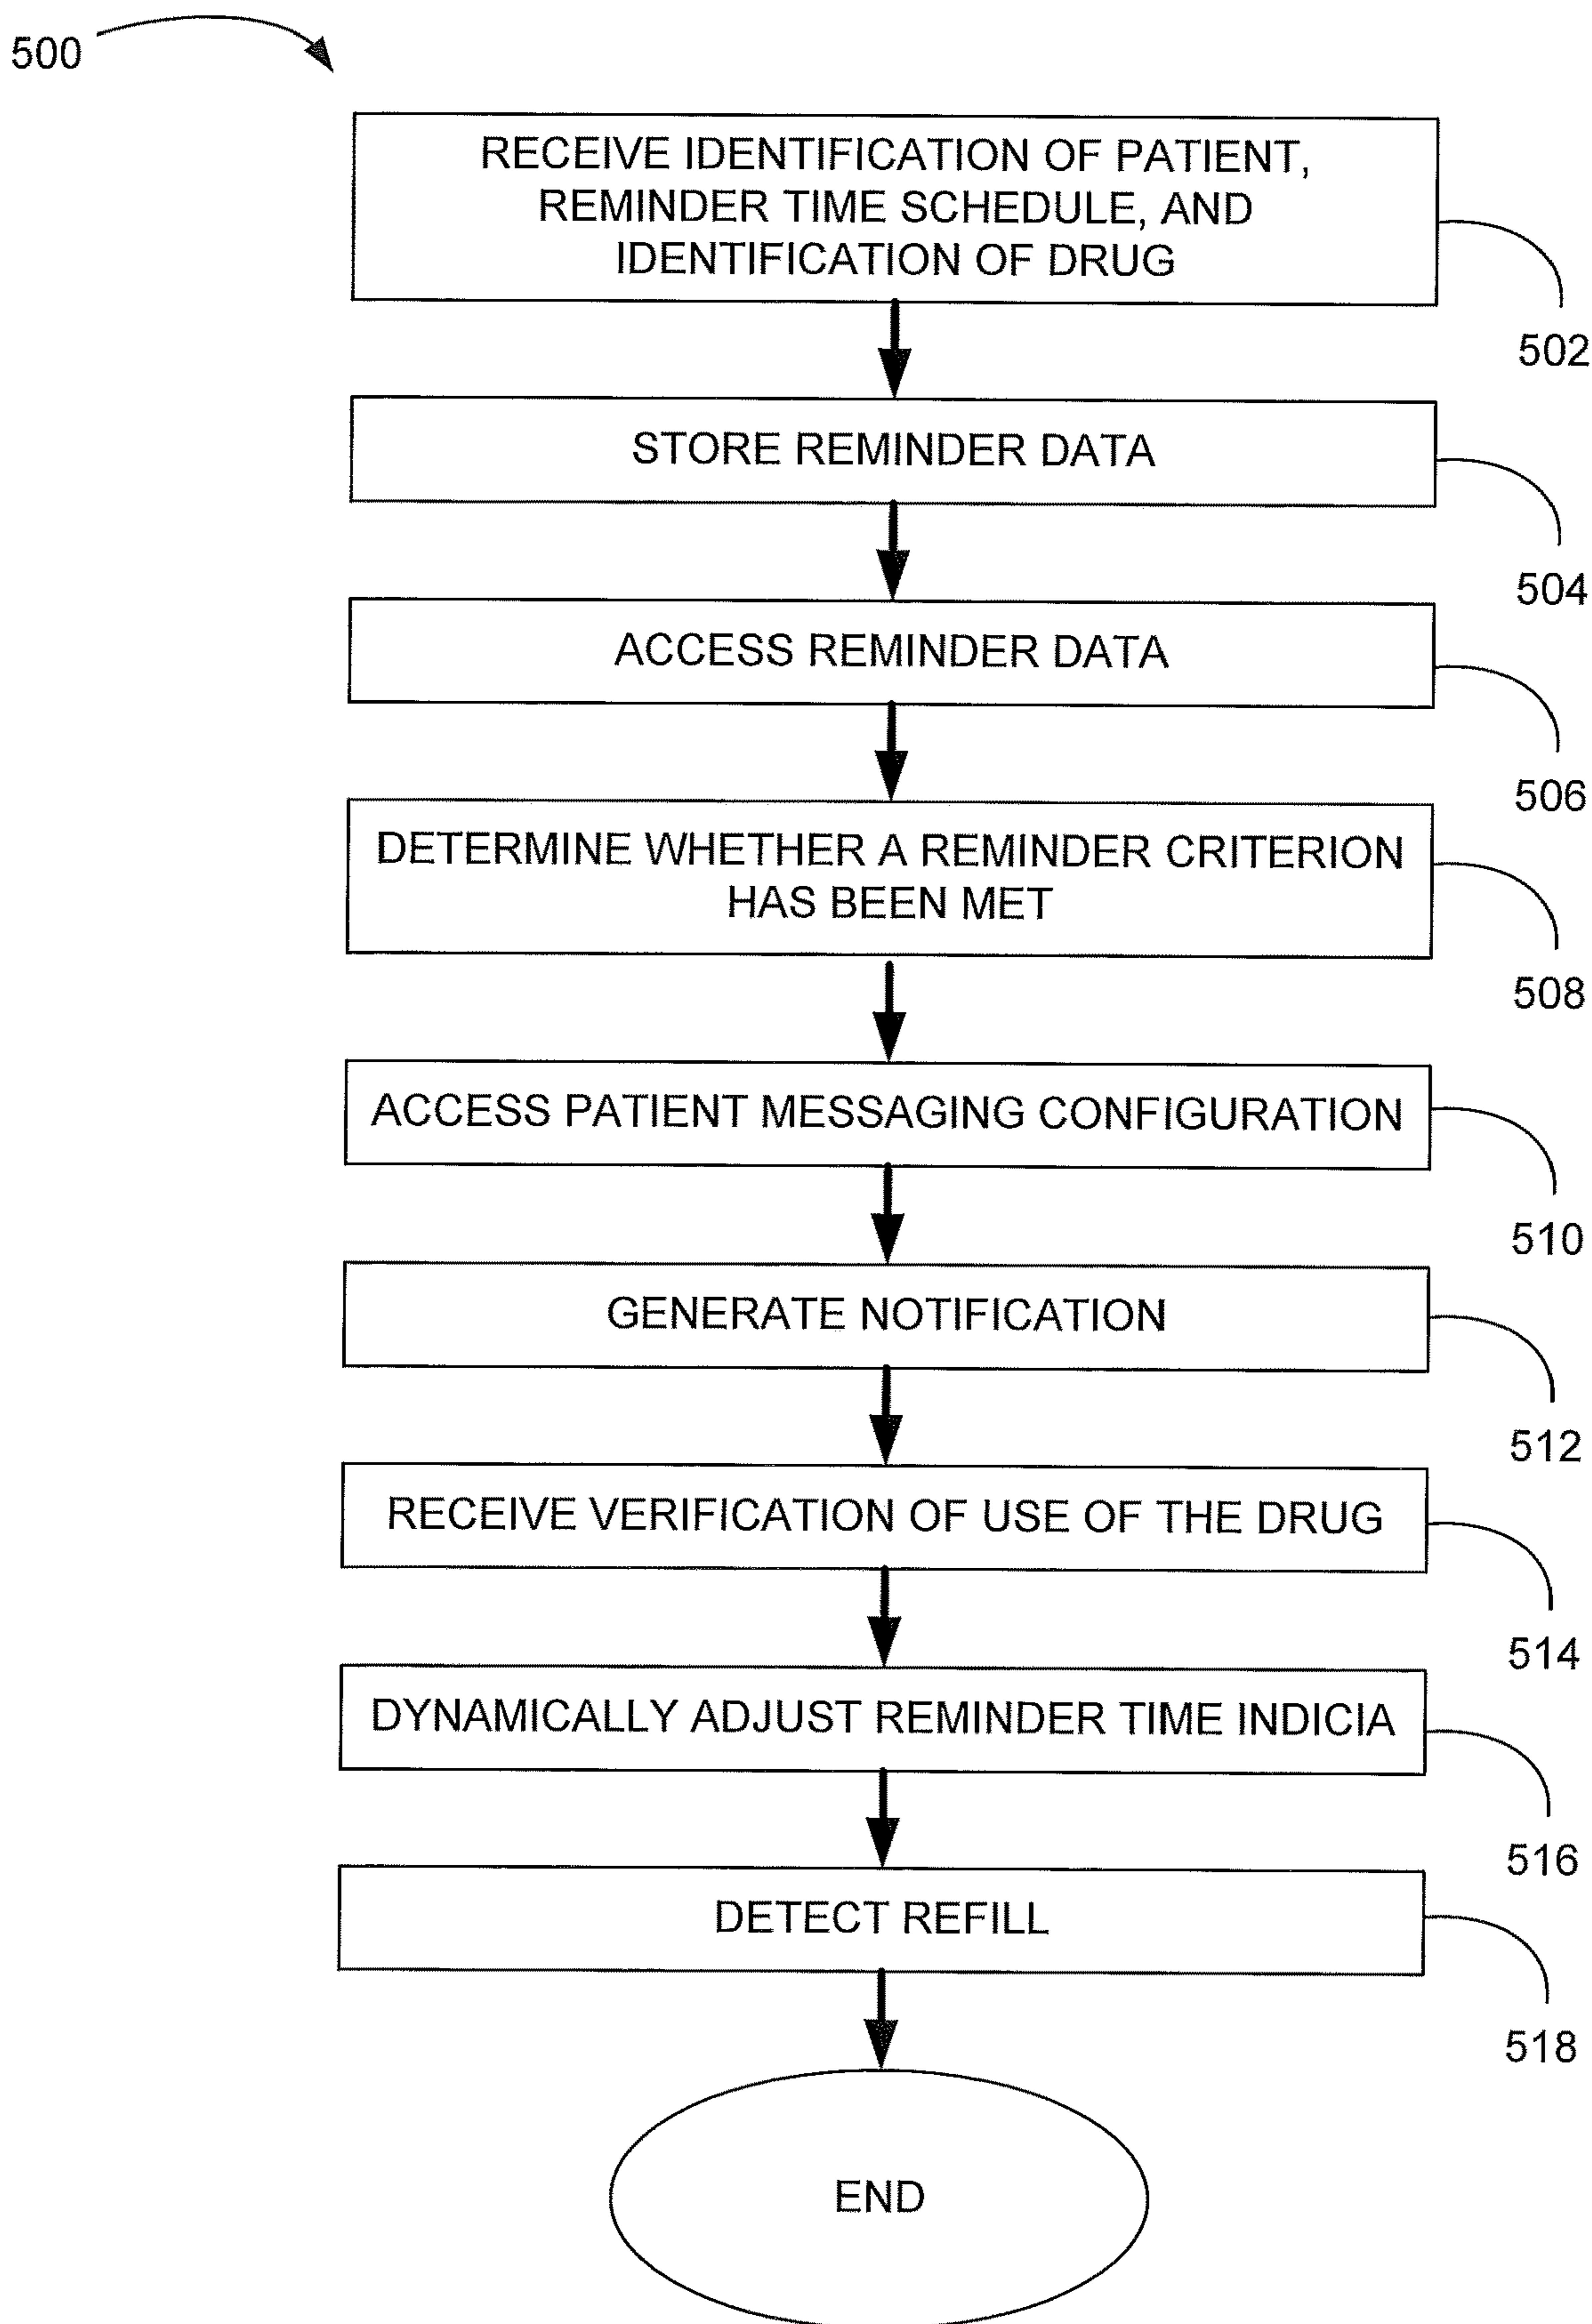 500
RECEIVE IDENTIFICATION OF PATIENT,
REMINDER TIME SCHEDULE, AND
IDENTIFICATION OF DRUG
502
STORE REMINDER DATA
504
ACCESS REMINDER DATA
506
DETERMINE WHETHER A REMINDER CRITERION
HAS BEEN MET
508
ACCESS PATIENT MESSAGING CONFIGURATION
510
GENERATE NOTIFICATION
512
RECEIVE VERIFICATION OF USE OF THE DRUG
514
DYNAMICALLY ADJUST REMINDER TIME INDICIA
516
DETECT REFILL
518
END